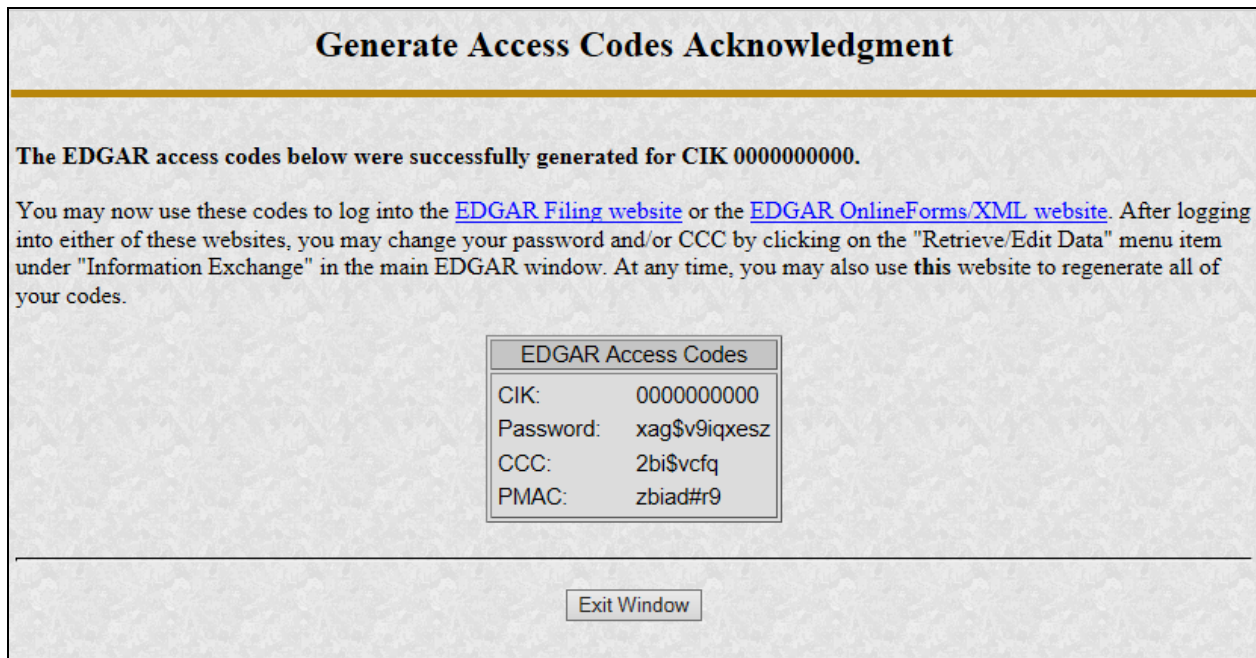 Generate Access Codes Acknowledgment
The EDGAR access codes below were successfully generated for CIK 0000000000.
You may now use these codes to log into the EDGAR Filing website or the EDGAR OnlineForms/XML website. After logging
into either of these websites, you may change your password and/or CCC by clicking on the "Retrieve/Edit Data" menu item
under "Information Exchange" in the main EDGAR window. At any time, you may also use this website to regenerate all of
your codes.
EDGAR Access Codes
CIK: 0000000000
Password: xag$v9iqxesz
CCC: 2bi$vcfq
PMAC: zbiad#r9
Exit Window